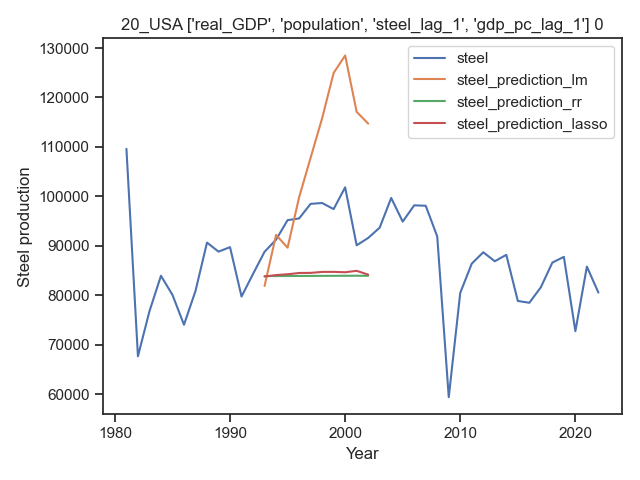 20_USA ['real_GDP', 'population', 'steel_lag_1', 'gdp_pc_lag_1'] 0
steel
steel_prediction_lm
steel_prediction_rr
steel_prediction_lasso
130000
120000
110000
100000
90000
80000
70000
60000
Steel production
1980
1990
2000
2010
2020
Year